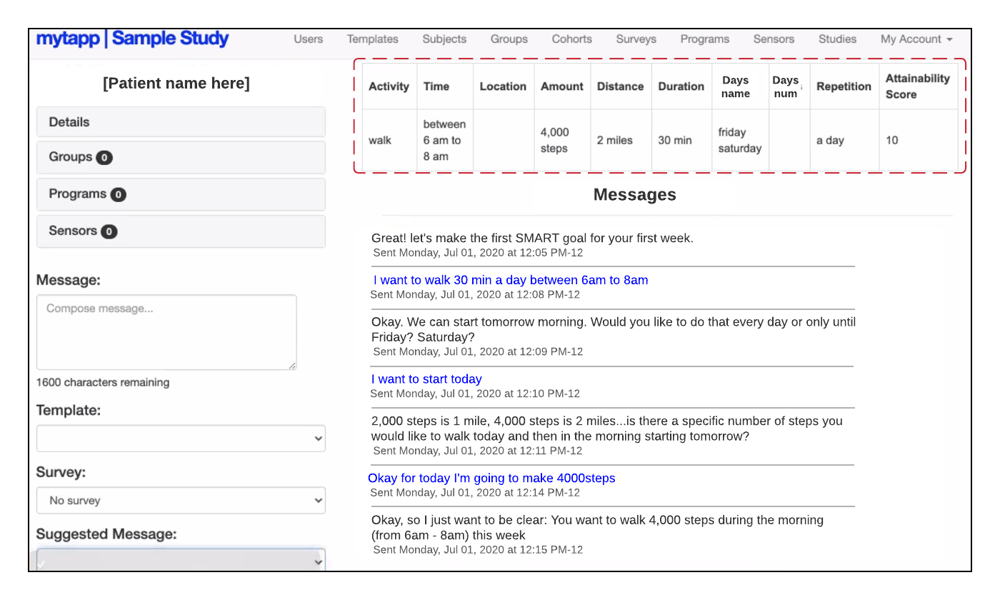 mytapp | Sample Study
Users Templates Subjects Groups Cohorts Surveys Programs Sensors Studies My Account
[Patient name here]
Details
Groups 0
Programs 0
Sensors 0
Message:
Compose message...
1600 characters remaining
Template:
Survey:
No survey
Suggested Message:
Activity Time Location Amount Distance Duration Days name Days num Repetition Attainability Score
walk between 6 am to 8 am 4,000 steps 2 miles 30 min friday saturday a day 10
Messages
Great! let's make the first SMART goal for your first week.
Sent Monday, Jul 01, 2020 at 12:05 PM-12
I want to walk 30 min a day between 6am to 8am
Sent Monday, Jul 01, 2020 at 12:08 PM-12
Okay. We can start tomorrow morning. Would you like to do that every day or only until
Friday? Saturday?
Sent Monday, Jul 01, 2020 at 12:09 PM-12
I want to start today
Sent Monday, Jul 01, 2020 at 12:10 PM-12
2,000 steps is 1 mile, 4,000 steps is 2 miles...is there a specific number of steps you
would like to walk today and then in the morning starting tomorrow?
Sent Monday, Jul 01, 2020 at 12:11 PM-12
Okay for today I'm going to make 4000steps
Sent Monday, Jul 01, 2020 at 12:14 PM-12
Okay, so I just want to be clear: You want to walk 4,000 steps during the morning
(from 6am - 8am) this week
Sent Monday, Jul 01, 2020 at 12:15 PM-12